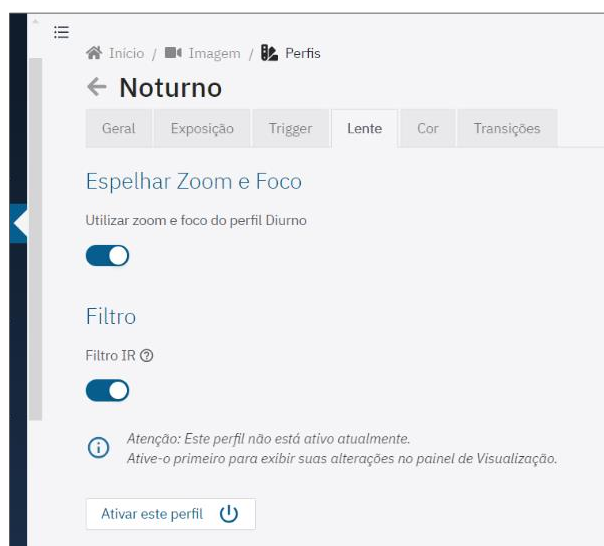 Início / Imagem / Perfis
Noturno
Geral Exposição Trigger Lente Cor Transições
Espelhar Zoom e Foco
Utilizar zoom e foco do perfil Diurno
Filtro
Filtro IR
Atenção: Este perfil não está ativo atualmente.
Ative-o primeiro para exibir suas alterações no painel de Visualização.
Ativar este perfil